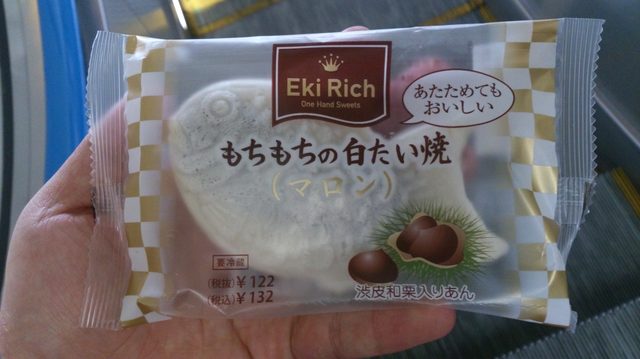 Eki Rich
One Hand Sweets
あたためても
おいしい
もちもちの白たい焼
(マロン)
要冷蔵
(税抜)¥122
(税込)¥132
渋皮和栗入りあん